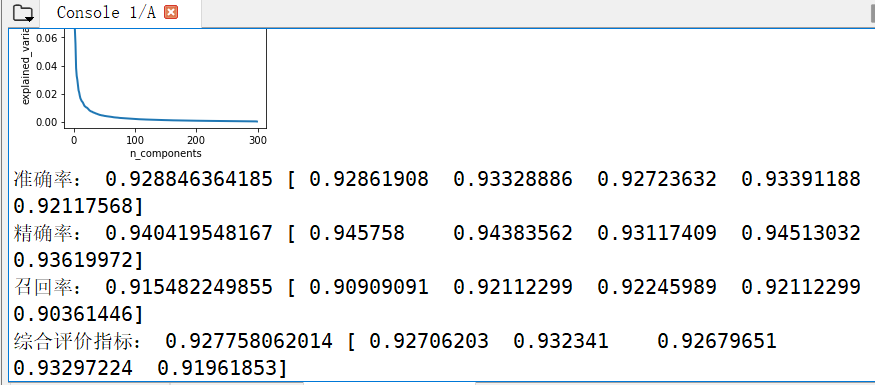 Console 1/A
0.06
0.04
0.02
0.00
explained_varia
0 100 200 300
n_components
准确率： 0.928846364185 [ 0.92861908 0.93328886 0.92723632 0.93391188
0.92117568]
精确率： 0.940419548167 [ 0.945758 0.94383562 0.93117409 0.94513032
0.93619972]
召回率： 0.915482249855 [ 0.90909091 0.92112299 0.92245989 0.92112299
0.90361446]
综合评价指标： 0.927758062014 [ 0.92706203 0.932341 0.92679651
0.93297224 0.91961853]